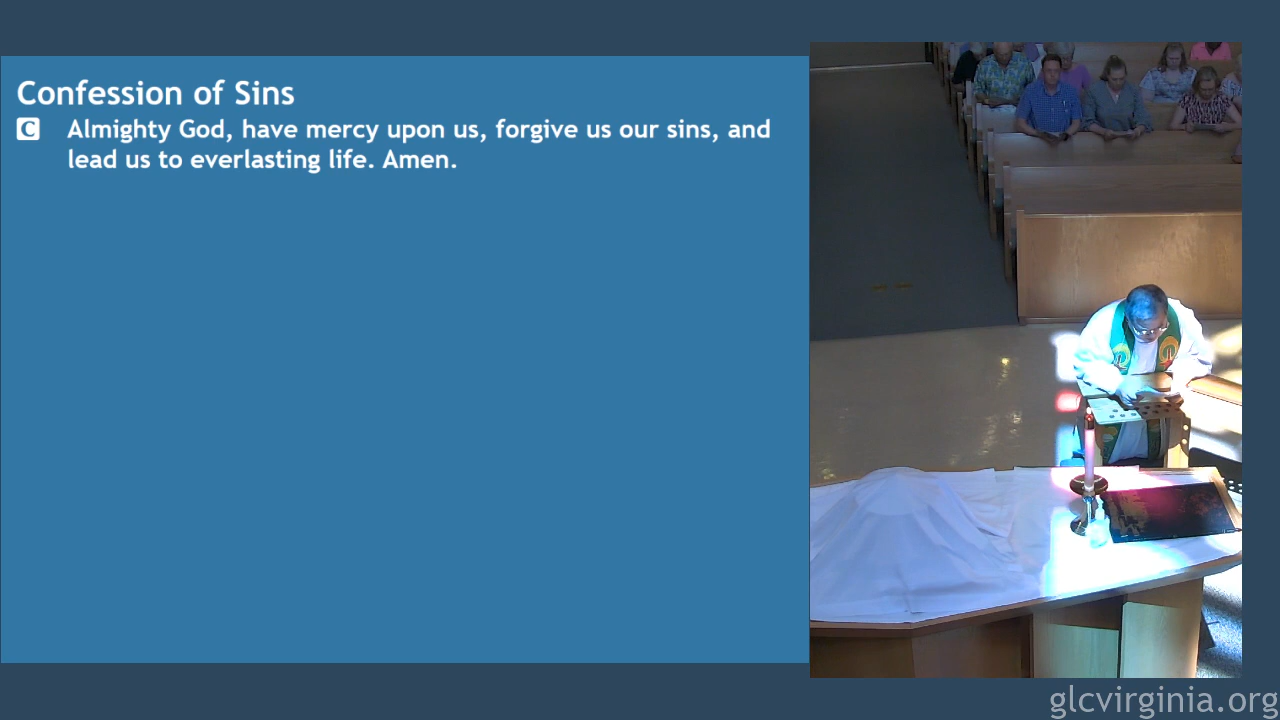 Confession of Sins
C Almighty God, have mercy upon us, forgive us our sins, and
lead us to everlasting life. Amen.
glcvirginia.org